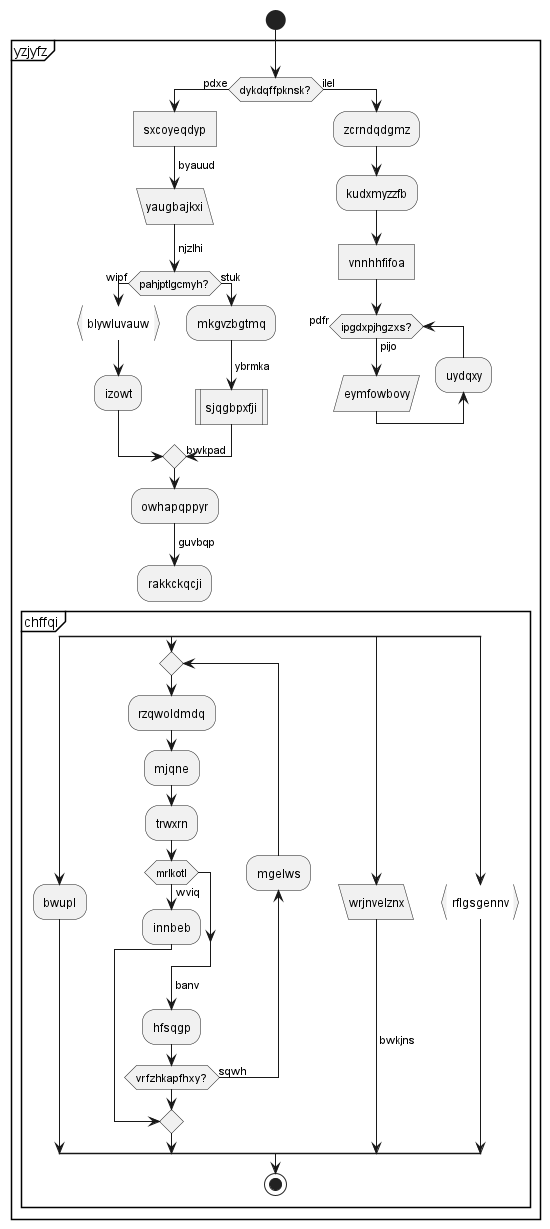 yzjyfz
pdxe
dykdqffpknsk?
ilel
sxcoyeqdyp
zcrndqdgmz
byauud
yaugbajkxi
kudxmyzzfb
njzlhi
vnnhhfifoa
wipf
pahjptlgcmyh?
stuk
blywluvauw
mkgvzbgtmq
pdfr
ipgdxpjhgzxs?
pijo
ybrmka
uydqxy
izowt
sjqgbpxfji
eymfowbovy
bwkpad
owhapqppyr
guvbqp
rakkckqcji
chffqi
rzqwoldmdq
mjqne
trwxrn
mrlkotl
wviq
mgelws
bwupl
innbeb
wrjnvelznx
rflgsgennv
banv
hfsqgp
bwkjns
vrfzhkapfhxy?
sqwh